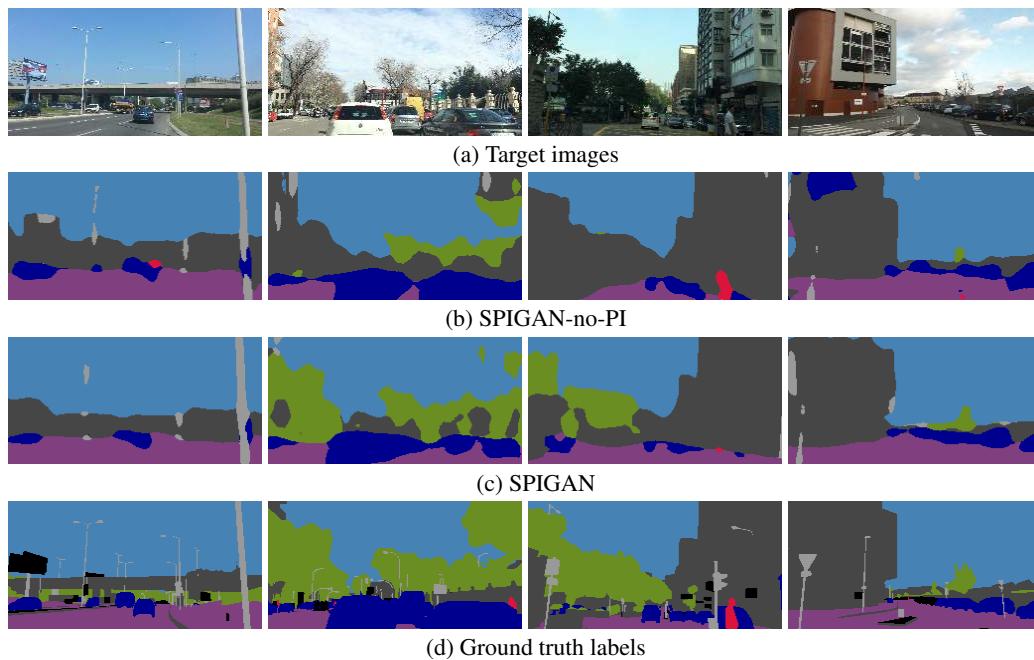 (a) Target images
(b) SPIGAN-no-PI
(c) SPIGAN
(d) Ground truth labels